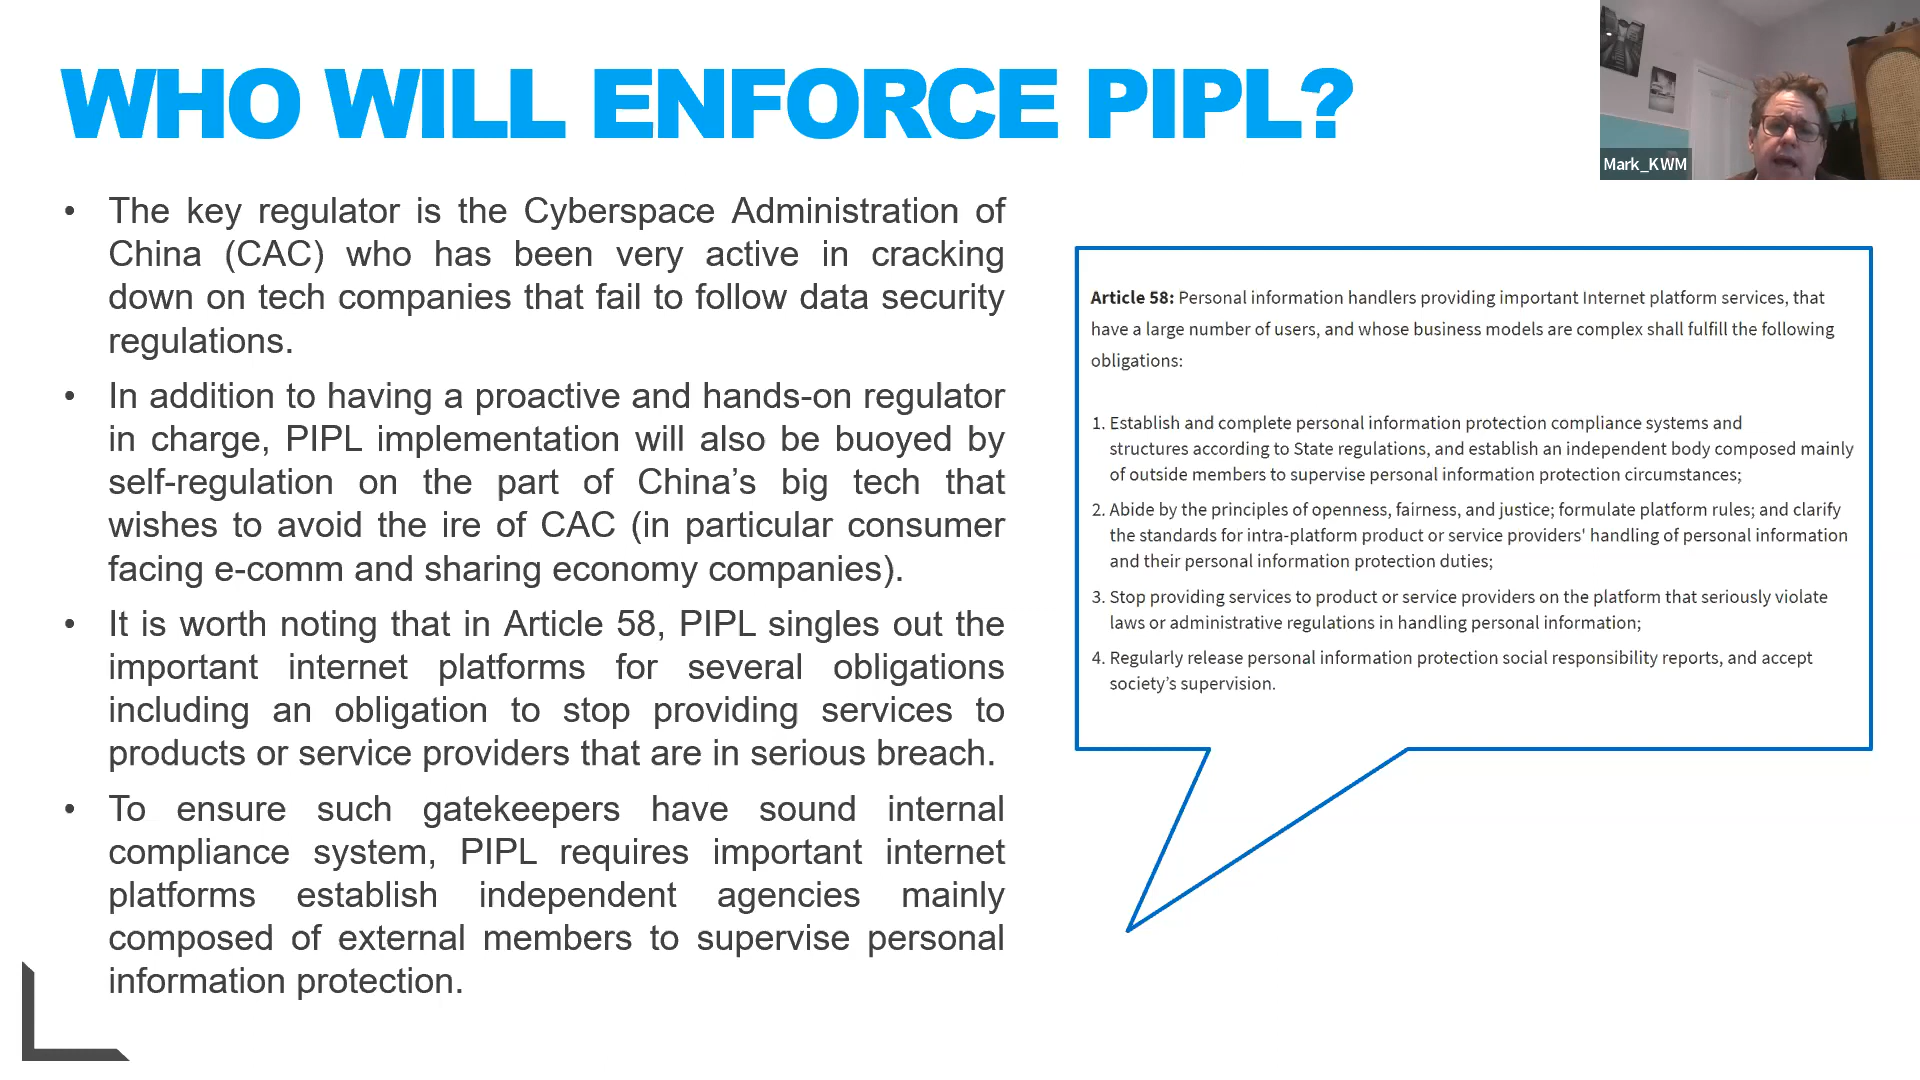 WHO WILL ENFORCE PIPL?
Mark_KWM
• The key regulator is the Cyberspace Administration of
China (CAC) who has been very active in cracking
down on tech companies that fail to follow data security
regulations.
• In addition to having a proactive and hands-on regulator
in charge, PIPL implementation will also be buoyed by
self-regulation on the part of China’s big tech that
wishes to avoid the ire of CAC (in particular consumer
facing e-comm and sharing economy companies).
• It is worth noting that in Article 58, PIPL singles out the
important internet platforms for several obligations
including an obligation to stop providing services to
products or service providers that are in serious breach.
• To ensure such gatekeepers have sound internal
compliance system, PIPL requires important internet
platforms establish independent agencies mainly
composed of external members to supervise personal
information protection.
Article 58: Personal information handlers providing important Internet platform services, that
have a large number of users, and whose business models are complex shall fulfill the following
obligations:
1. Establish and complete personal information protection compliance systems and
structures according to State regulations, and establish an independent body composed mainly
of outside members to supervise personal information protection circumstances;
2. Abide by the principles of openness, fairness, and justice; formulate platform rules; and clarify
the standards for intra-platform product or service providers' handling of personal information
and their personal information protection duties;
3. Stop providing services to product or service providers on the platform that seriously violate
laws or administrative regulations in handling personal information;
4. Regularly release personal information protection social responsibility reports, and accept
society’s supervision.